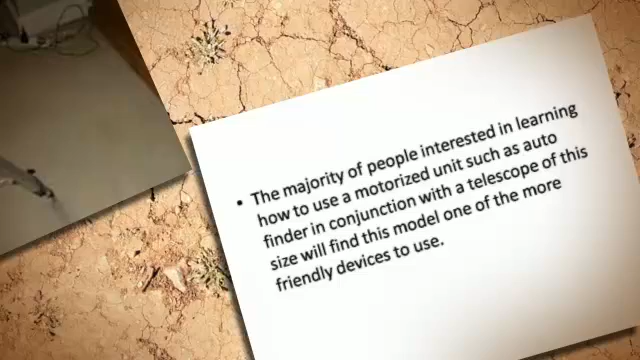 • The majority of people interested in learning
how to use a motorized unit such as auto
finder in conjunction with a telescope of this
size will find this model one of the more
friendly devices to use.